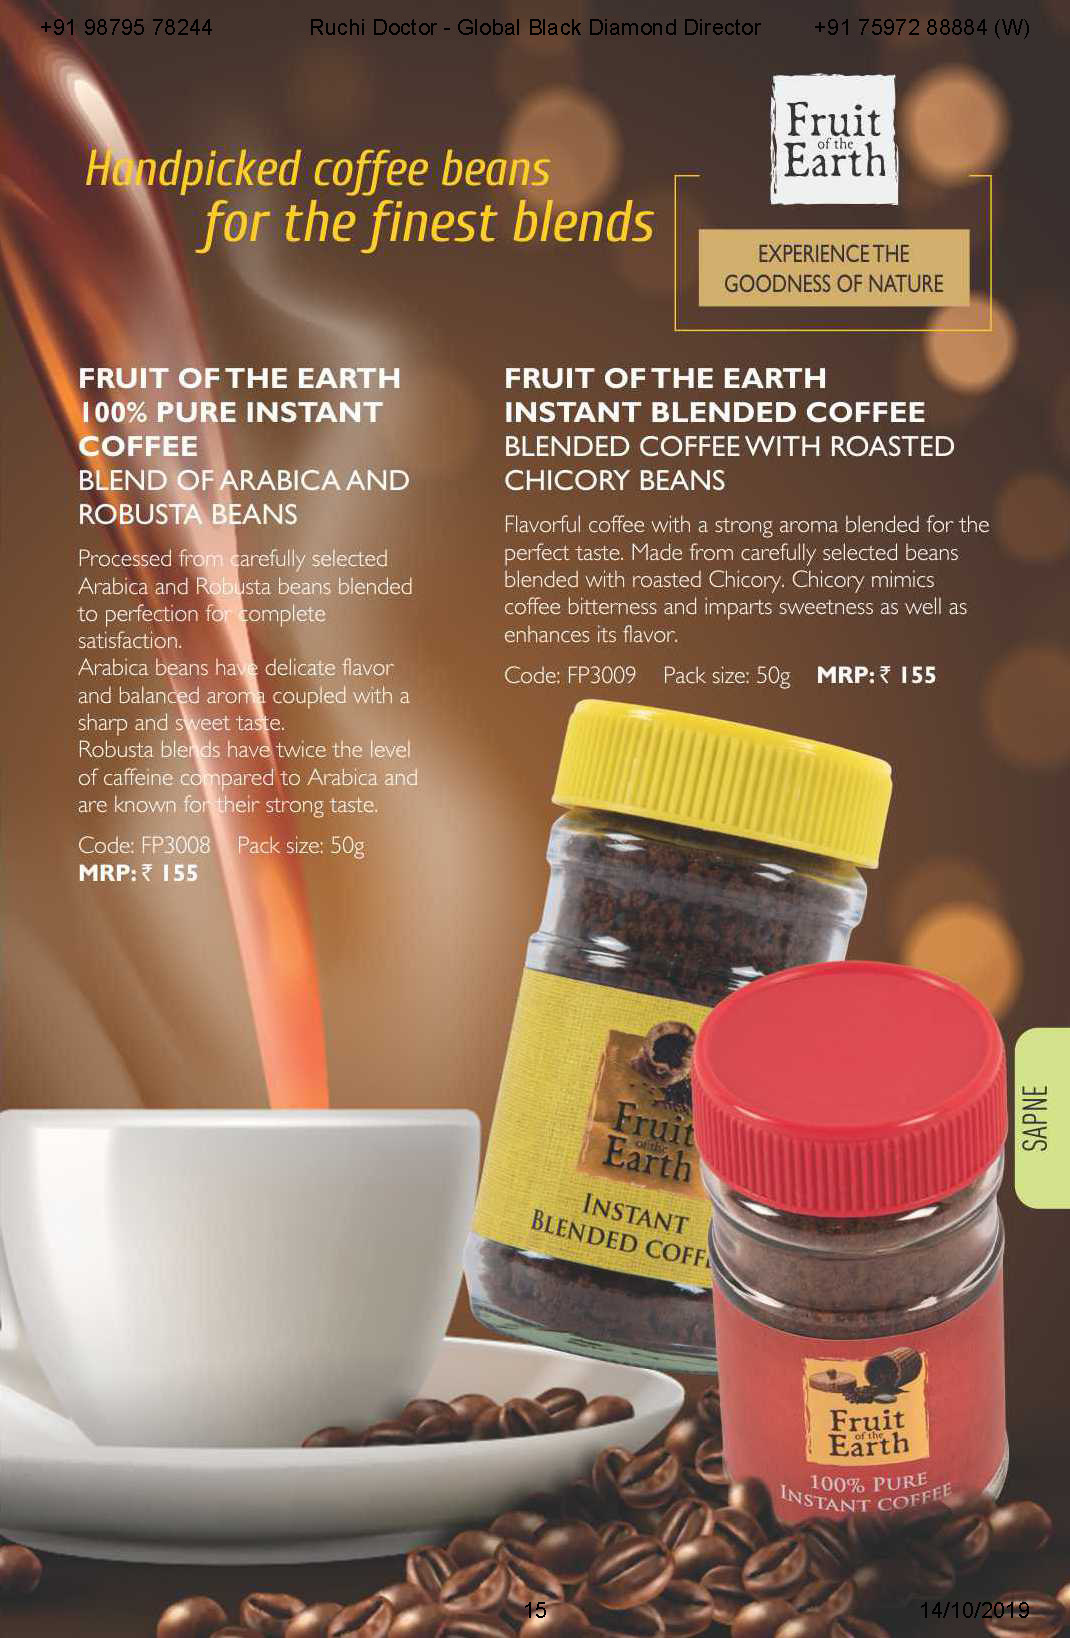 +91 98795 78244 Ruchi Doctor - Global Black Diamond Director +91 75972 88884 (W)
Fruit
of the
Earth
Handpicked coffee beans
for the finest blends
EXPERIENCE THE
GOODNESS OF NATURE
FRUIT OF THE EARTH
100% PURE INSTANT
COFFEE
BLEND OF ARABICA AND
ROBUSTA BEANS
Processed from carefully selected
Arabica and Robusta beans blended
to perfection for complete
satisfaction.
Arabica beans have delicate flavor
and balanced aroma coupled with a
sharp and sweet taste.
Robusta blends have twice the level
of caffeine compared to Arabica and
are known for their strong taste.
Code: FP3008 Pack size: 50g
MRP: ₹ 155
FRUIT OF THE EARTH
INSTANT BLENDED COFFEE
BLENDED COFFEE WITH ROASTED
CHICORY BEANS
Flavorful coffee with a strong aroma blended for the
perfect taste. Made from carefully selected beans
blended with roasted Chicory. Chicory mimics
coffee bitterness and imparts sweetness as well as
enhances its flavor.
Code: FP3009 Pack size: 50g MRP: ₹ 155
Fruit
of the
Earth
INSTANT
BLENDED COFF
SAPNE
Fruit
of the
Earth
100% PURE
INSTANT COFFEE
15 14/10/2019